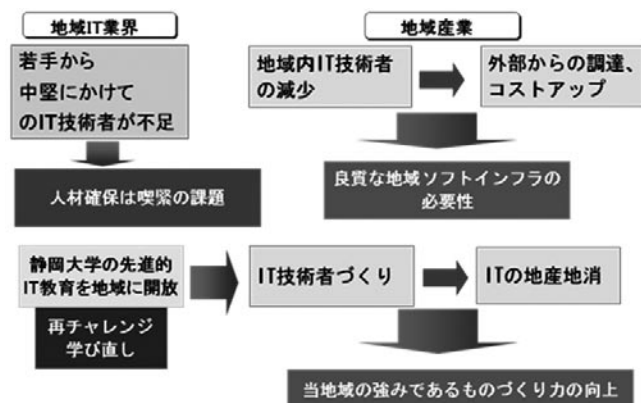 地域IT業界
若手から
中堅にかけて
のIT技術者が不足
人材確保は喫緊の課題
地域産業
地域内IT技術者
の減少
外部からの調達、
コストアップ
良質な地域ソフトインフラの
必要性
静岡大学の先進的
IT教育を地域に開放
再チャレンジ
学び直し
IT技術者づくり
ITの地産地消
当地域の強みであるものづくり力の向上